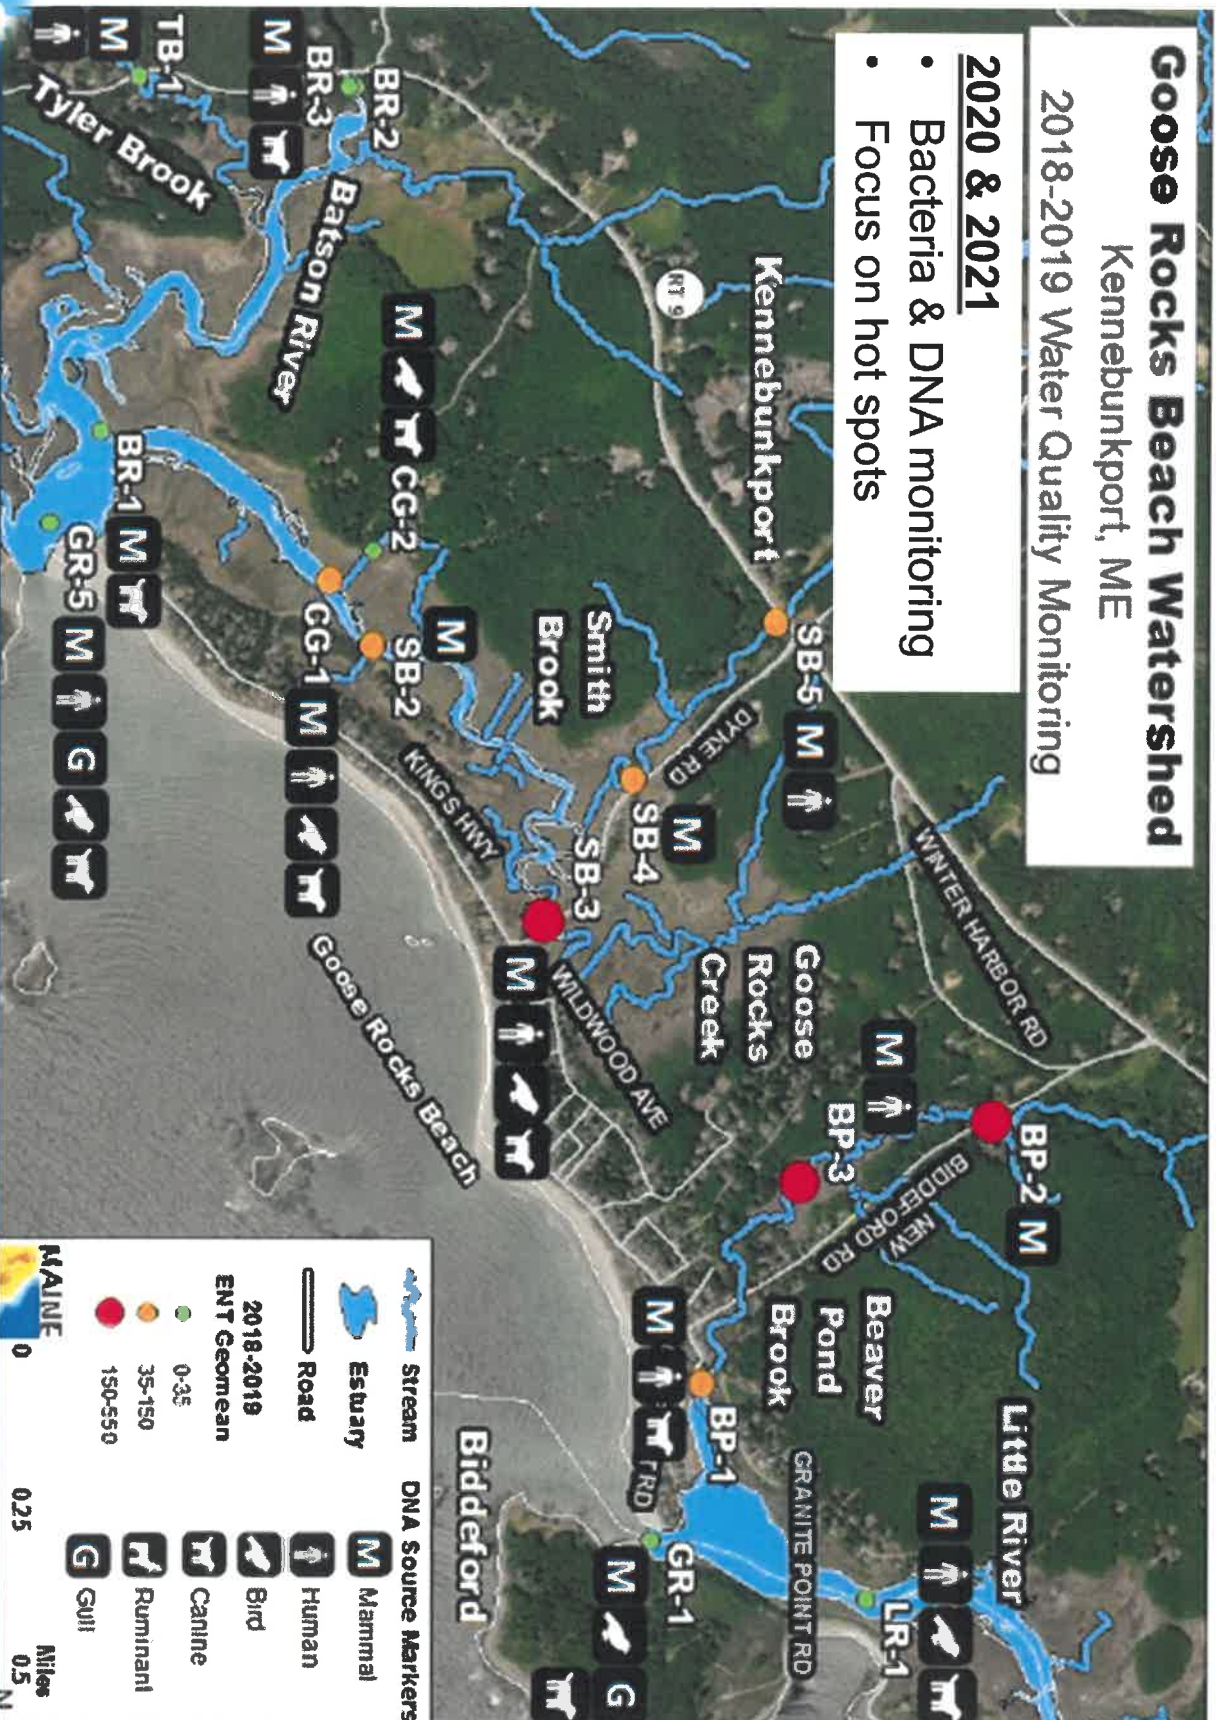 Goose Rocks Beach Watershed
Kennebunkport, ME
2018-2019 Water Quality Monitoring
2020 & 2021
• Bacteria & DNA monitoring
• Focus on hot spots
Kennebunkport
RT 9
WINTER HARBOR RD
BR-2
BR-3
M
TB-1
M
Tyler Brook
Batson River
M
CG-2
BR-1
M
GR-5
M
G
CG-1
M
SB-2
M
Smith
Brook
SB-5
M
DYKE RD
SB-4
M
SB-3
M
KINGS HWY
WILDWOOD AVE
Goose
Rocks
Creek
Goose Rocks Beach
M
BP-3
BP-2
M
NEW
BIDDEFORD RD
Beaver
Pond
Brook
M
BP-1
T RD
Little River
M
GRANITE POINT RD
LR-1
GR-1
M
G
Biddeford
Stream
Estuary
Road
2018-2019
ENT Geomean
0-35
35-150
150-550
DNA Source Markers
M Mammal
Human
Bird
Canine
Ruminant
G Gull
MAINE
0 0.25 0.5
Miles
N